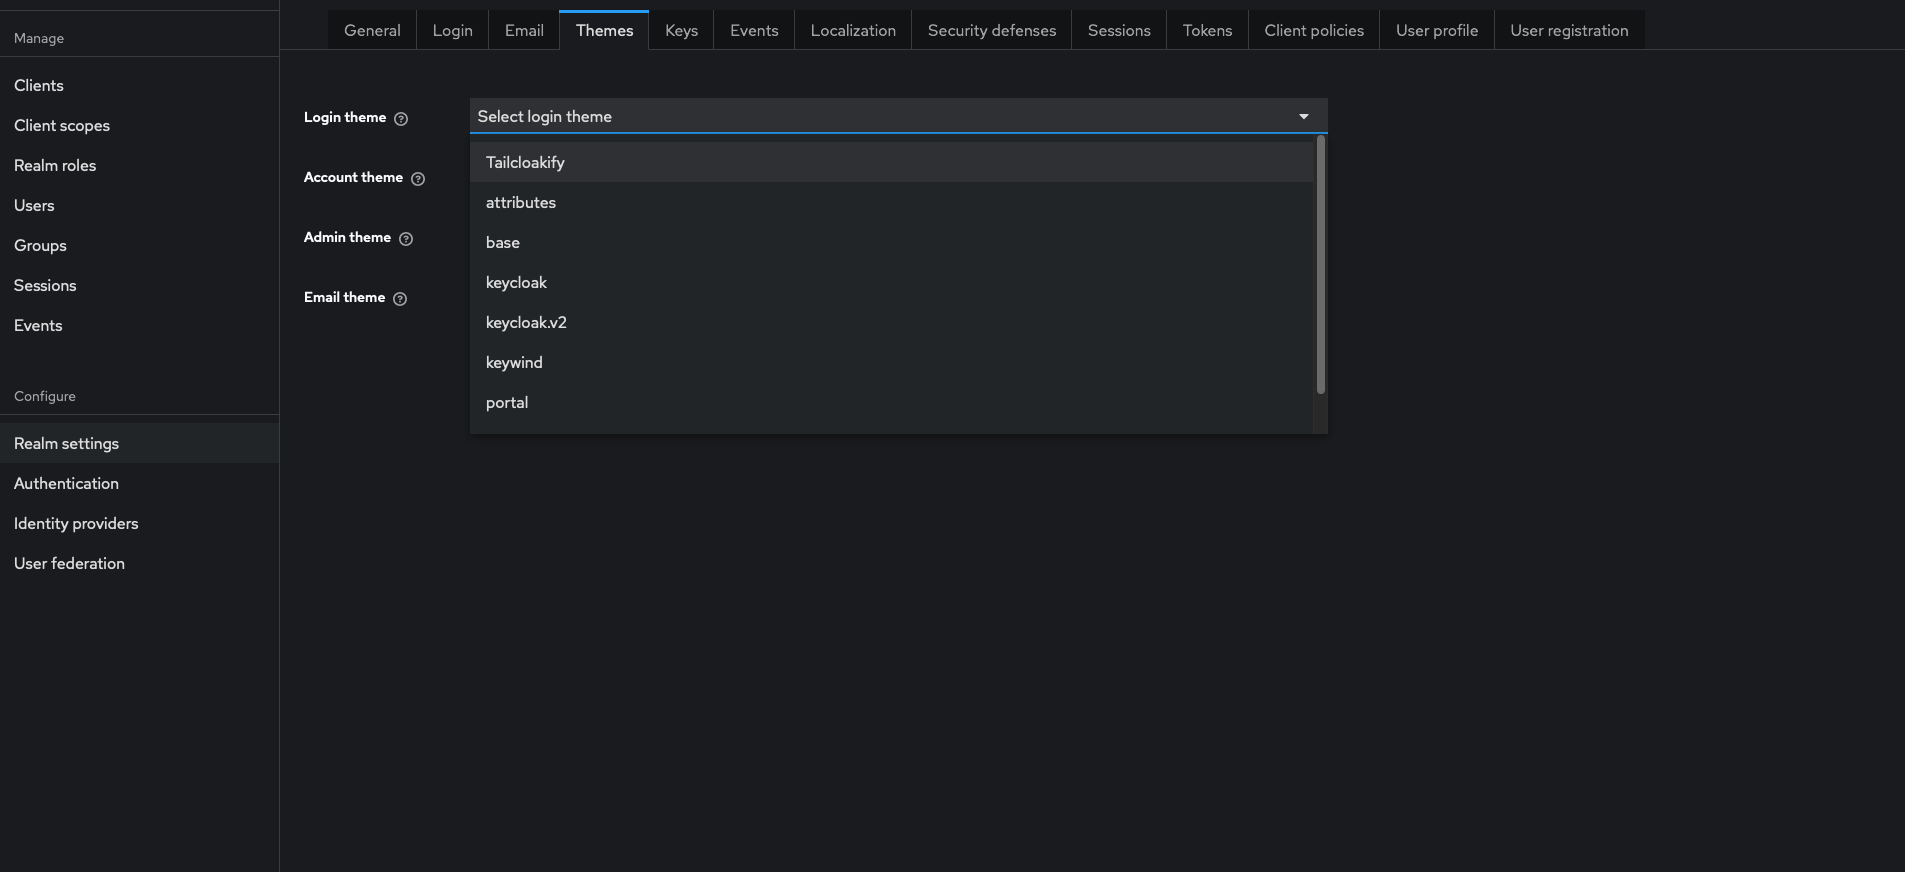 General Login Email Themes Keys Events Localization Security defenses Sessions Tokens Client policies User profile User registration
Manage
Clients
Client scopes
Realm roles
Users
Groups
Sessions
Events
Configure
Realm settings
Authentication
Identity providers
User federation
Login theme
Select login theme
Tailcloakify
attributes
base
keycloak
keycloak.v2
keywind
portal
Account theme
Admin theme
Email theme